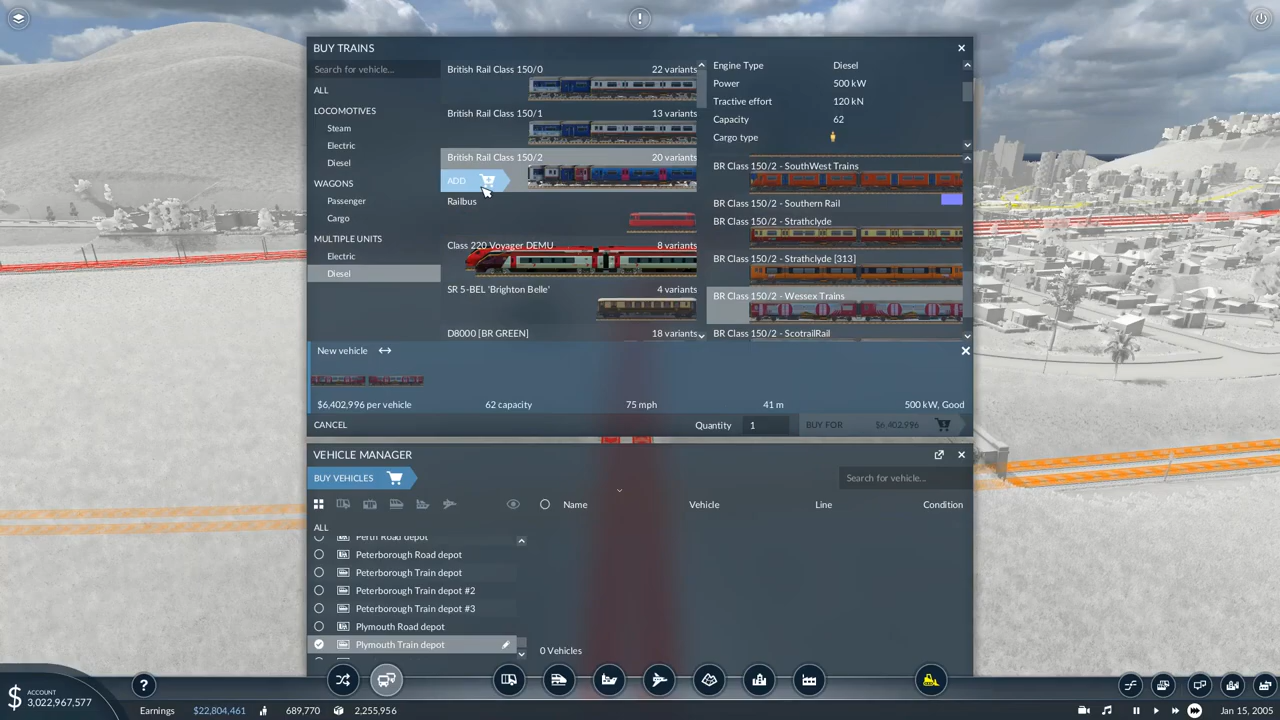 BUY TRAINS
Search for vehicle...
ALL
LOCOMOTIVES
Steam
Electric
Diesel
WAGONS
Passenger
Cargo
MULTIPLE UNITS
Electric
Diesel
British Rail Class 150/0 22 variants
British Rail Class 150/1 13 variants
British Rail Class 150/2 20 variants
ADD
Railbus
Class 220 Voyager DEMU 8 variants
SR 5-BEL 'Brighton Belle' 4 variants
D8000 [BR GREEN] 18 variants
Engine Type Diesel
Power 500 kW
Tractive effort 120 kN
Capacity 62
Cargo type
BR Class 150/2 - SouthWest Trains
BR Class 150/2 - Southern Rail
BR Class 150/2 - Strathclyde
BR Class 150/2 - Strathclyde [313]
BR Class 150/2 - Wessex Trains
BR Class 150/2 - ScotrailRail
New vehicle
$6,402,996 per vehicle 62 capacity 75 mph 41 m 500 kW, Good
CANCEL Quantity 1 BUY FOR $6,402,996
VEHICLE MANAGER
BUY VEHICLES Search for vehicle...
Name Vehicle Line Condition
ALL
Perth Road depot
Peterborough Road depot
Peterborough Train depot
Peterborough Train depot #2
Peterborough Train depot #3
Plymouth Road depot
Plymouth Train depot
0 Vehicles
$ ACCOUNT
3,022,967,577
?
Earnings $22,804,461 689,770 2,255,956 Jan 15, 2005